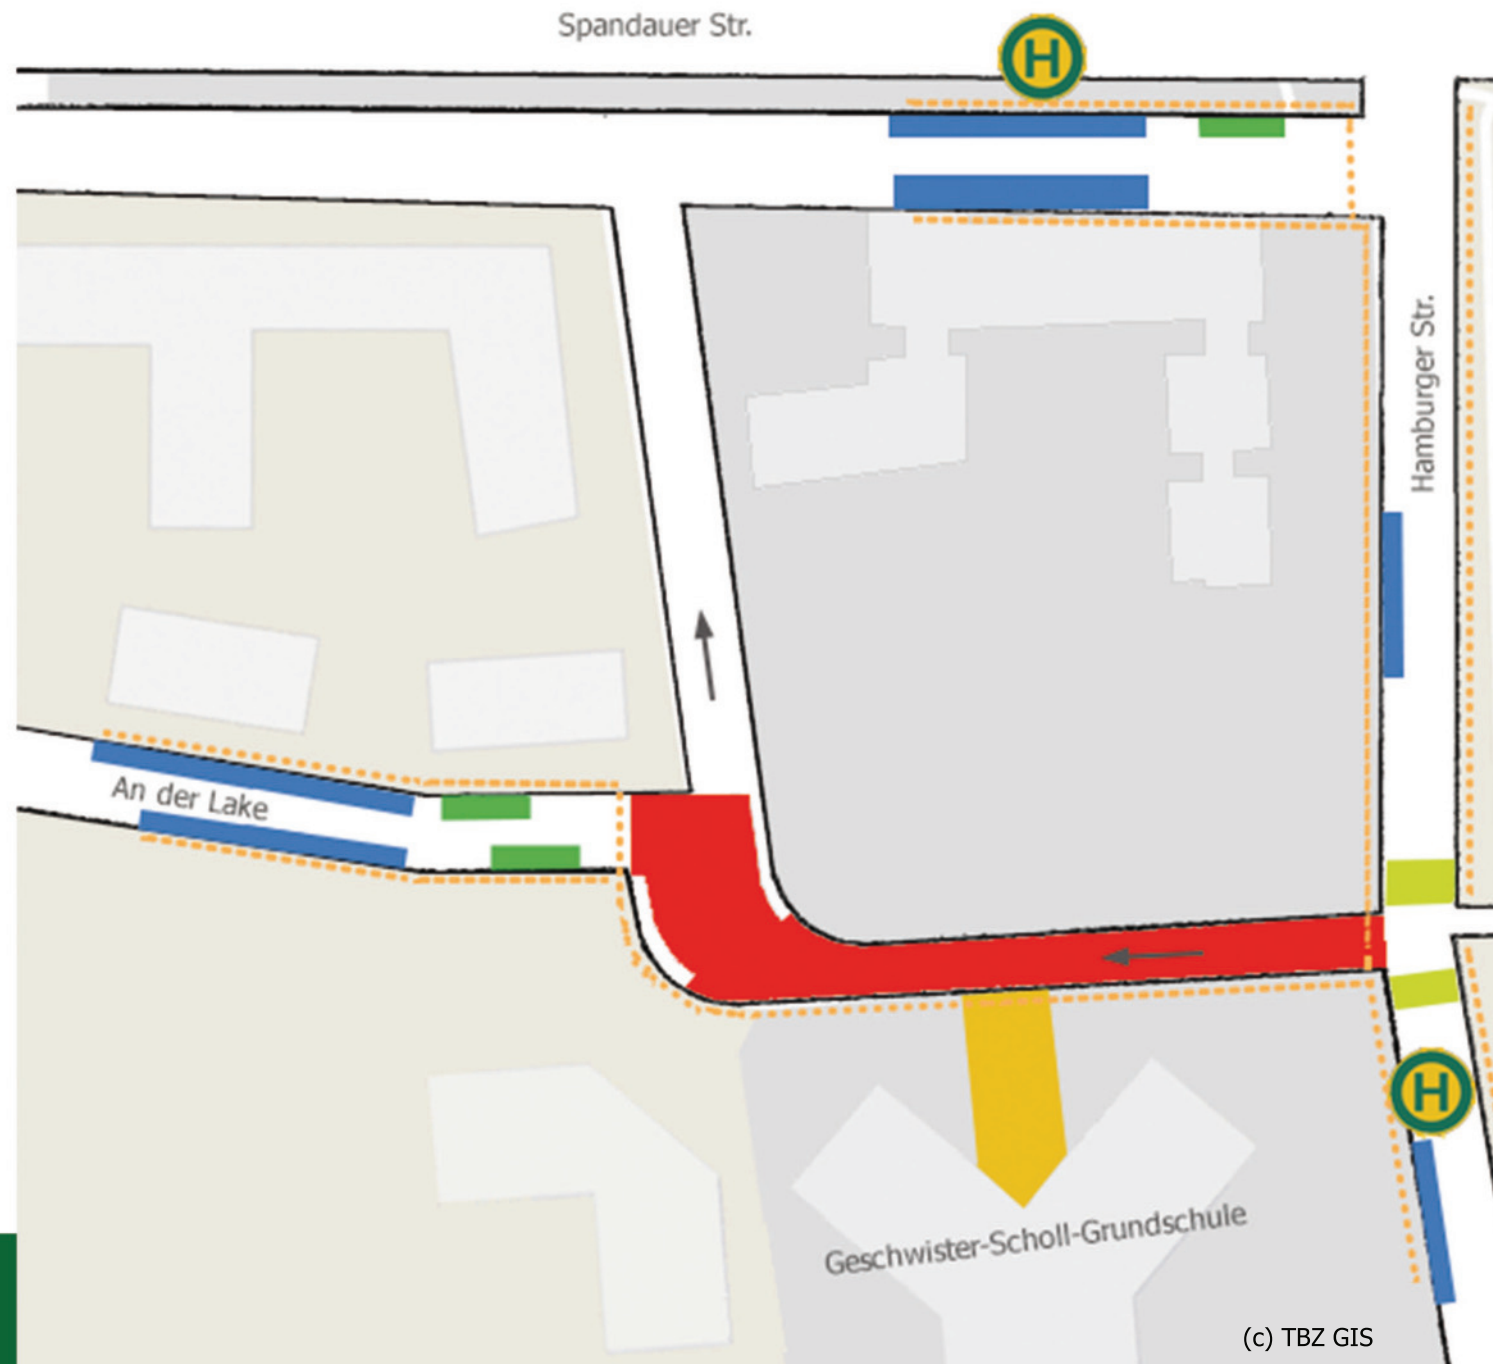 Spandauer Str.
H
Hamburger Str.
An der Lake
H
Geschwister-Scholl-Grundschule
(c) TBZ GIS